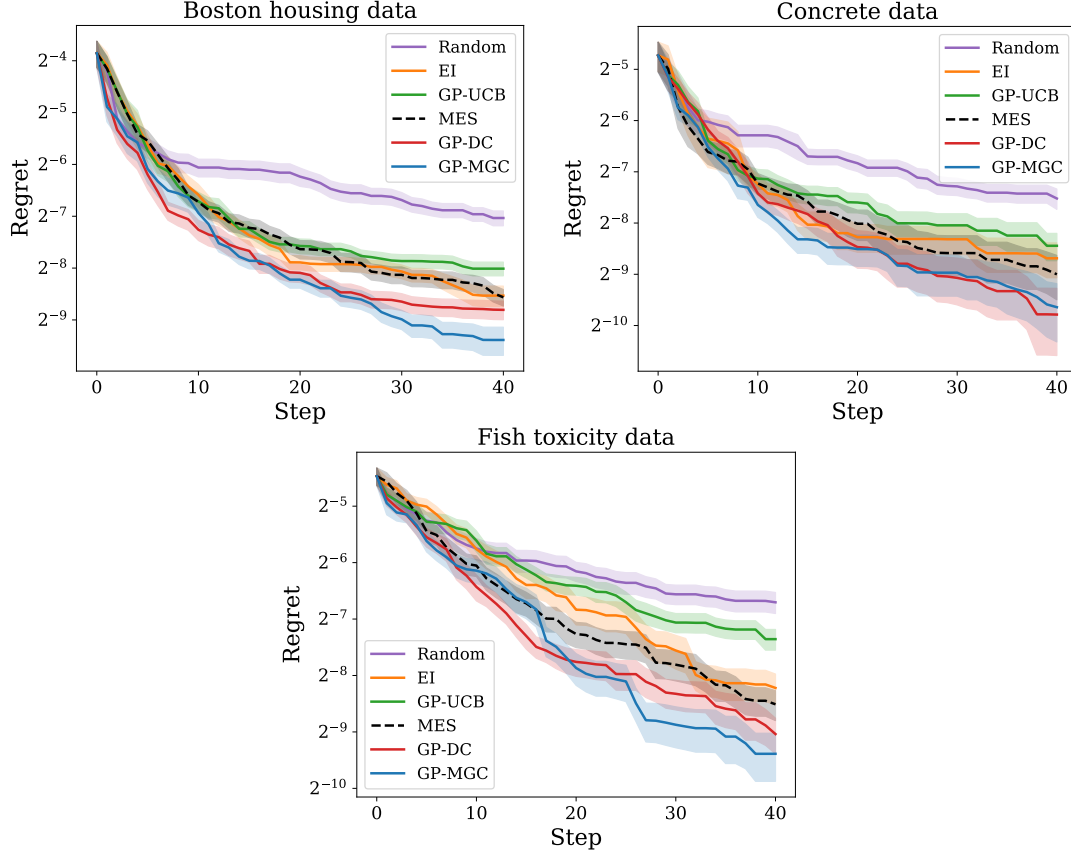 Boston housing data
Regret
2^{-4}
2^{-5}
2^{-6}
2^{-7}
2^{-8}
2^{-9}
Random
EI
GP-UCB
MES
GP-DC
GP-MGC
0 10 20 30 40
Step
Concrete data
Regret
2^{-5}
2^{-6}
2^{-7}
2^{-8}
2^{-9}
2^{-10}
Random
EI
GP-UCB
MES
GP-DC
GP-MGC
0 10 20 30 40
Step
Fish toxicity data
Regret
2^{-5}
2^{-6}
2^{-7}
2^{-8}
2^{-9}
2^{-10}
Random
EI
GP-UCB
MES
GP-DC
GP-MGC
0 10 20 30 40
Step